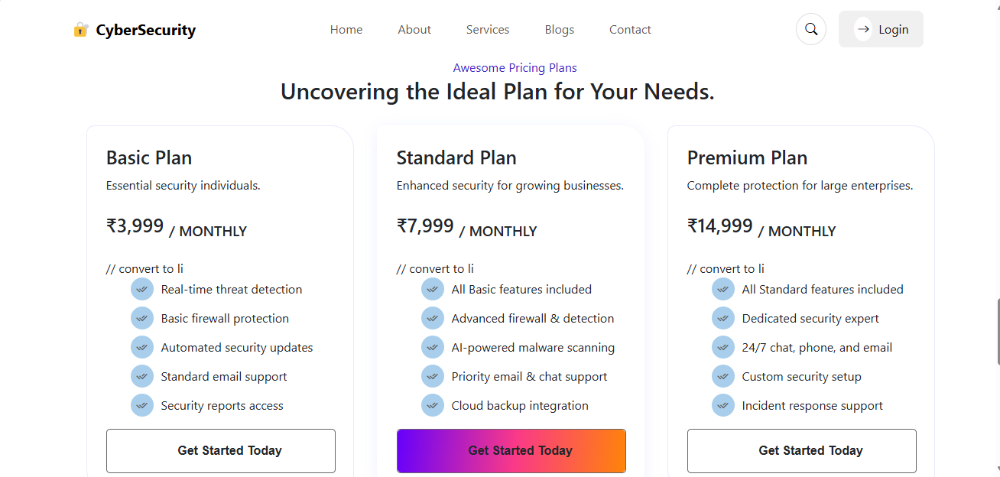 CyberSecurity Home About Services Blogs Contact Login
Awesome Pricing Plans
Uncovering the Ideal Plan for Your Needs.
Basic Plan
Essential security individuals.
₹3,999 / MONTHLY
// convert to li
Real-time threat detection
Basic firewall protection
Automated security updates
Standard email support
Security reports access
Get Started Today
Standard Plan
Enhanced security for growing businesses.
₹7,999 / MONTHLY
// convert to li
All Basic features included
Advanced firewall & detection
AI-powered malware scanning
Priority email & chat support
Cloud backup integration
Get Started Today
Premium Plan
Complete protection for large enterprises.
₹14,999 / MONTHLY
// convert to li
All Standard features included
Dedicated security expert
24/7 chat, phone, and email
Custom security setup
Incident response support
Get Started Today